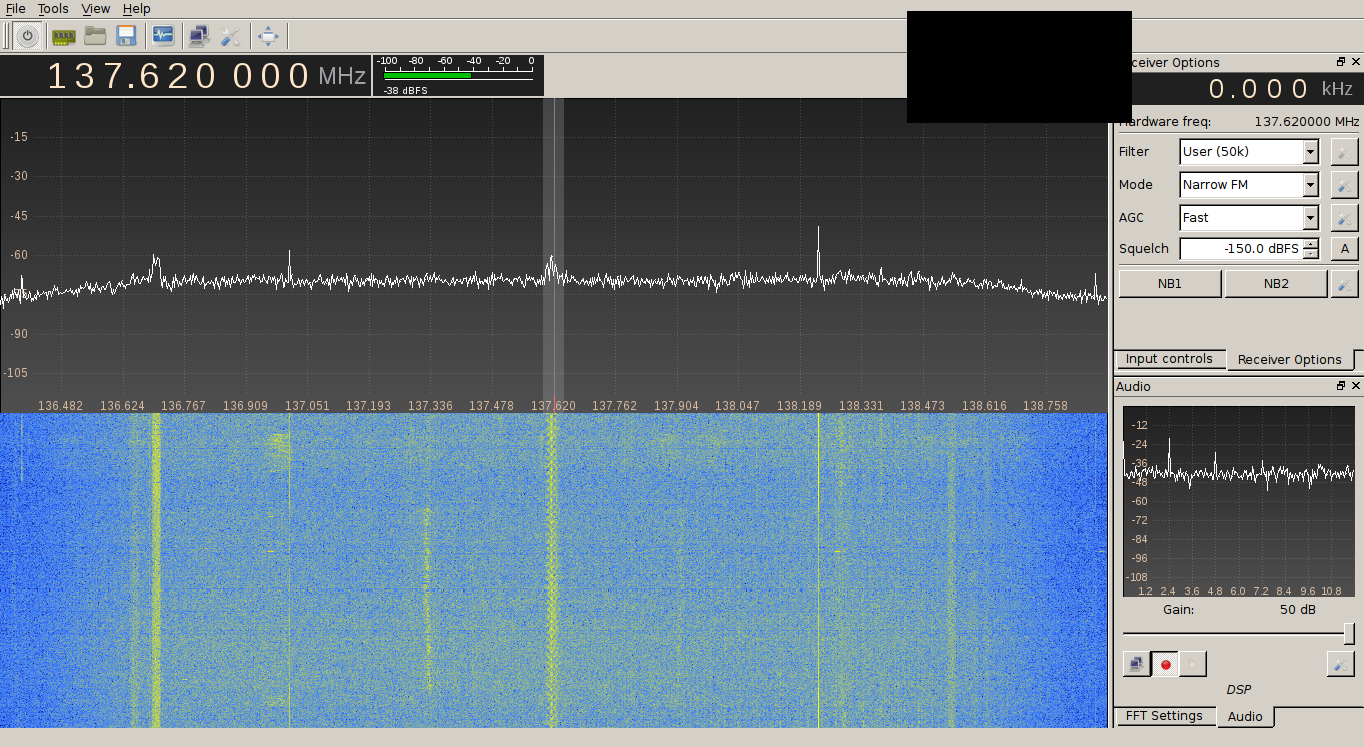 File Tools View Help
137.620 000 MHz
-100 -80 -60 -40 -20 0
-38 dBFS
ceiver Options
0.000 kHz
Hardware freq: 137.620000 MHz
Filter User (50k)
Mode Narrow FM
AGC Fast
Squelch -150.0 dBFS A
NB1 NB2
Input controls Receiver Options
-15
-30
-45
-60
-90
-105
136.482 136.624 136.767 136.909 137.051 137.193 137.336 137.478 137.620 137.762 137.904 138.047 138.189 138.331 138.473 138.616 138.758
Audio
-12
-24
-36
-48
-60
-72
-84
-96
-108
1.2 2.4 3.6 4.8 6.0 7.2 8.4 9.6 10.8
Gain: 50 dB
DSP
FFT Settings Audio